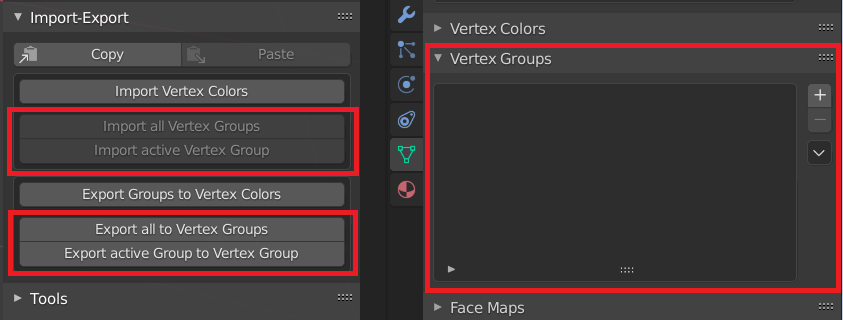 Import-Export
Copy
Paste
Import Vertex Colors
Import all Vertex Groups
Import active Vertex Group
Export Groups to Vertex Colors
Export all to Vertex Groups
Export active Group to Vertex Group
Tools
Vertex Colors
Vertex Groups
Face Maps